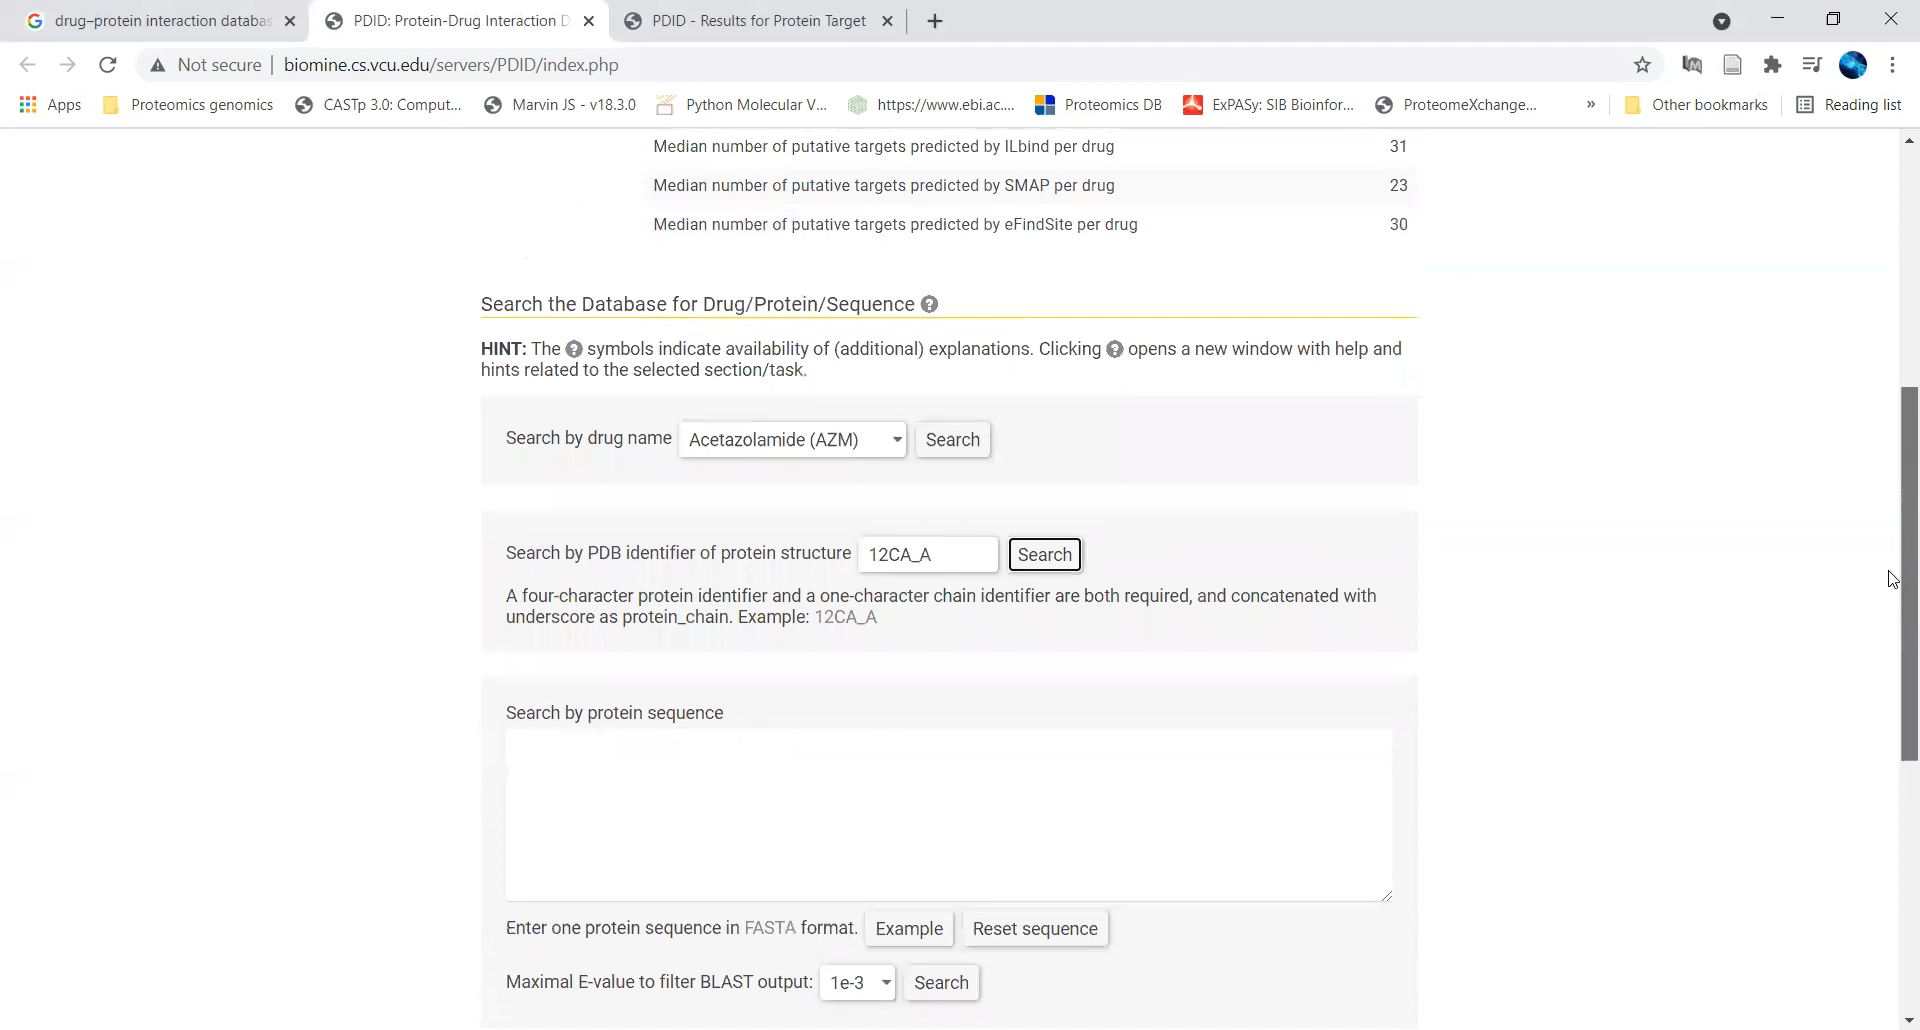 drug–protein interaction databas
PDID: Protein-Drug Interaction D
PDID - Results for Protein Target
Not secure | biomine.cs.vcu.edu/servers/PDID/index.php
Apps
Proteomics genomics
CASTp 3.0: Comput...
Marvin JS - v18.3.0
Python Molecular V...
https://www.ebi.ac....
Proteomics DB
ExPASy: SIB Bioinfor...
ProteomeXchange...
»
Other bookmarks
Reading list
Median number of putative targets predicted by ILbind per drug 31
Median number of putative targets predicted by SMAP per drug 23
Median number of putative targets predicted by eFindSite per drug 30
Search the Database for Drug/Protein/Sequence ?
HINT: The ? symbols indicate availability of (additional) explanations. Clicking ? opens a new window with help and
hints related to the selected section/task.
Search by drug name Acetazolamide (AZM) Search
Search by PDB identifier of protein structure 12CA_A Search
A four-character protein identifier and a one-character chain identifier are both required, and concatenated with
underscore as protein_chain. Example: 12CA_A
Search by protein sequence
Enter one protein sequence in FASTA format. Example Reset sequence
Maximal E-value to filter BLAST output: 1e-3 Search